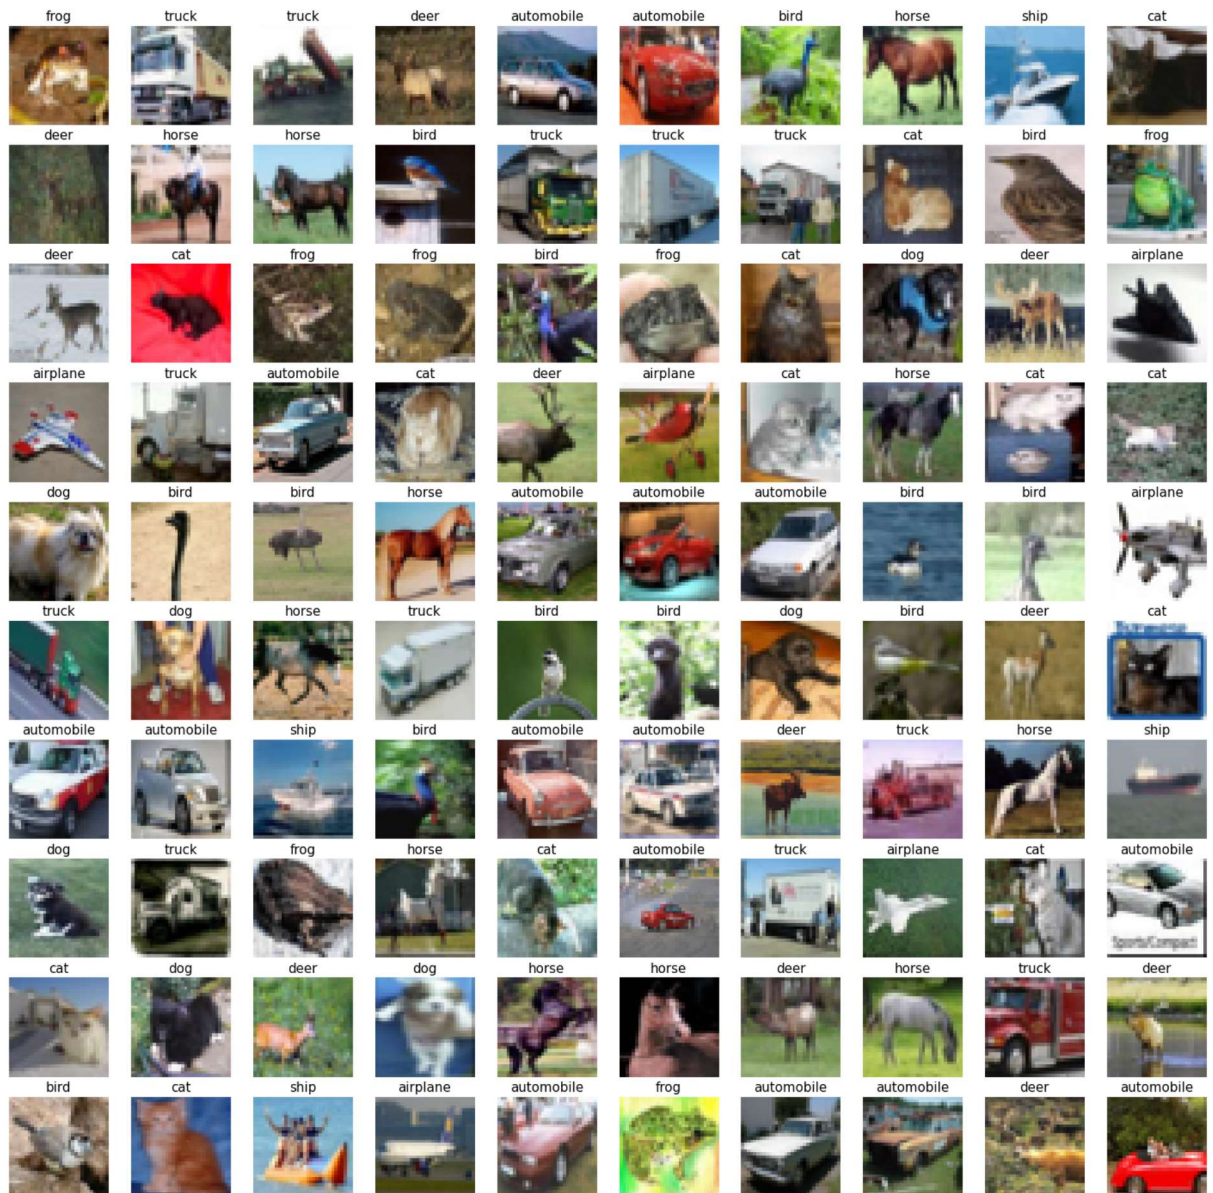 frog truck truck deer automobile automobile bird horse ship cat
deer horse horse bird truck truck truck cat bird frog
deer cat frog frog bird frog cat dog deer airplane
airplane truck automobile cat deer airplane cat horse cat cat
dog bird bird horse automobile automobile automobile bird bird airplane
truck dog horse truck bird bird dog bird deer cat
automobile automobile ship bird automobile automobile deer truck horse ship
dog truck frog horse cat automobile truck airplane cat automobile
Sports/Compact
cat dog deer dog horse horse deer horse truck deer
bird cat ship airplane automobile frog automobile automobile deer automobile